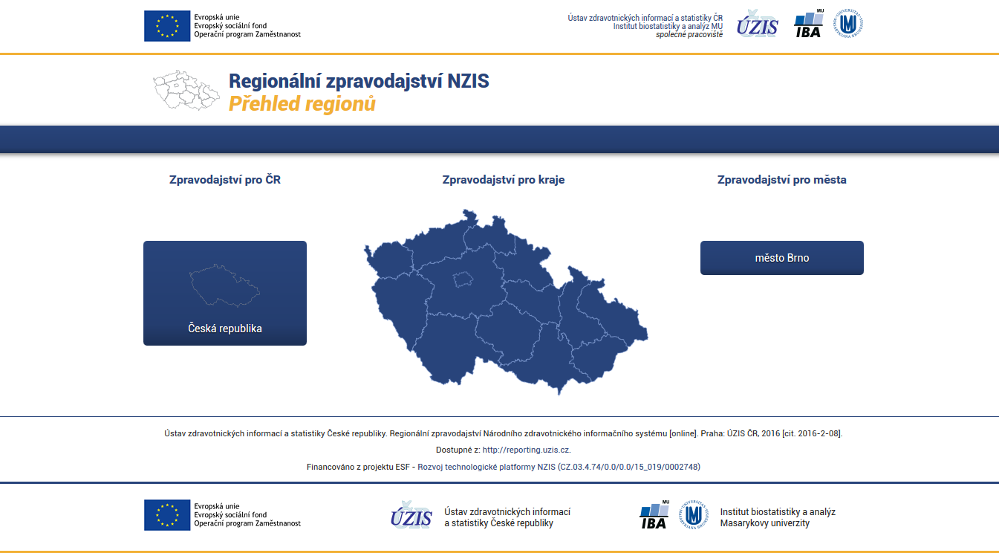 Evropská unie
Evropský sociální fond
Operační program Zaměstnanost
Ústav zdravotnických informací a statistiky ČR
Institut biostatistiky a analýz MU
společné pracoviště
ÚZIS
MU
IBA
Regionální zpravodajství NZIS
Přehled regionů
Zpravodajství pro ČR
Zpravodajství pro kraje
Zpravodajství pro města
Česká republika
město Brno
Ústav zdravotnických informací a statistiky České republiky. Regionální zpravodajství Národního zdravotnického informačního systému [online]. Praha: ÚZIS ČR, 2016 [cit. 2016-2-08].
Dostupné z: http://reporting.uzis.cz.
Financováno z projektu ESF - Rozvoj technologické platformy NZIS (CZ.03.4.74/0.0/0.0/15_019/0002748)
Evropská unie
Evropský sociální fond
Operační program Zaměstnanost
ÚZIS
Ústav zdravotnických informací
a statistiky České republiky
MU
IBA
Institut biostatistiky a analýz
Masarykovy univerzity